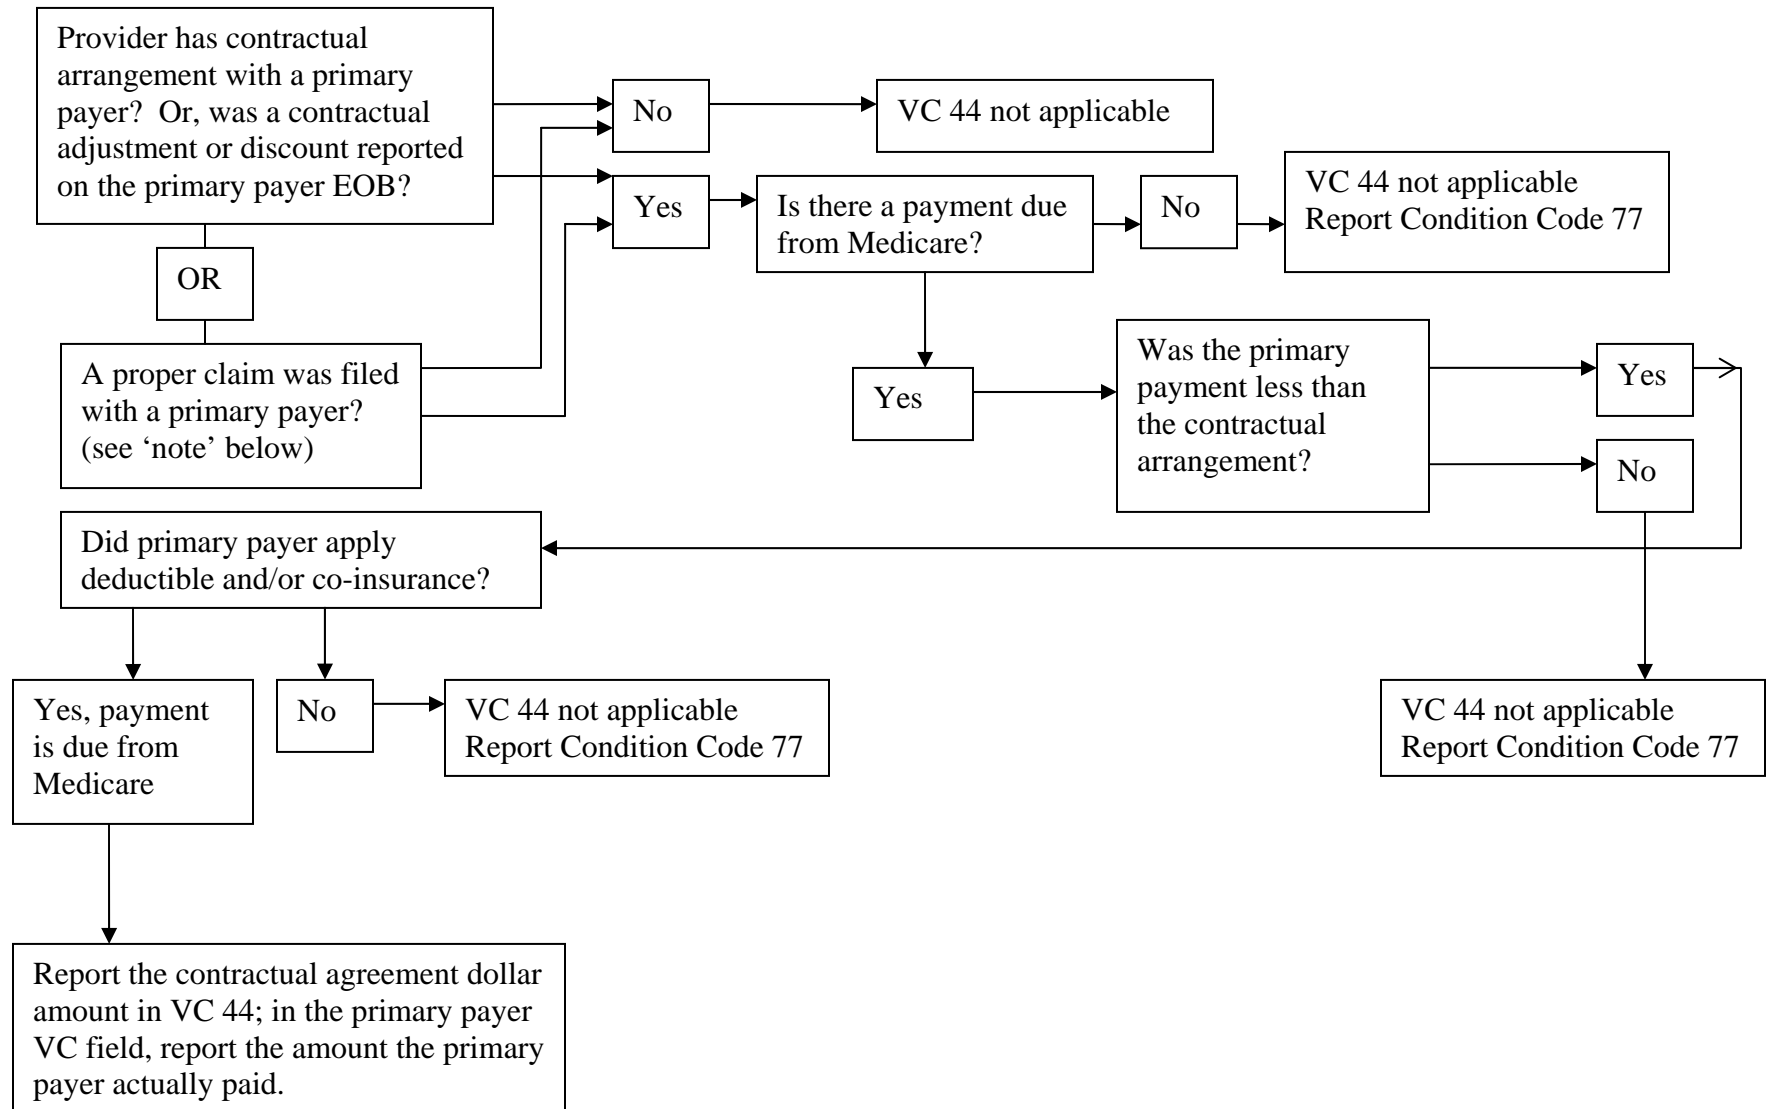 Provider has contractual
arrangement with a primary
payer?  Or, was a contractual
adjustment or discount reported
on the primary payer EOB?
No
VC 44 not applicable
Yes
Is there a payment due
from Medicare?
No
VC 44 not applicable
Report Condition Code 77
OR
A proper claim was filed
with a primary payer?
(see ‘note’ below)
Yes
Was the primary
payment less than
the contractual
arrangement?
Yes
No
Did primary payer apply
deductible and/or co-insurance?
Yes, payment
is due from
Medicare
No
VC 44 not applicable
Report Condition Code 77
VC 44 not applicable
Report Condition Code 77
Report the contractual agreement dollar
amount in VC 44; in the primary payer
VC field, report the amount the primary
payer actually paid.